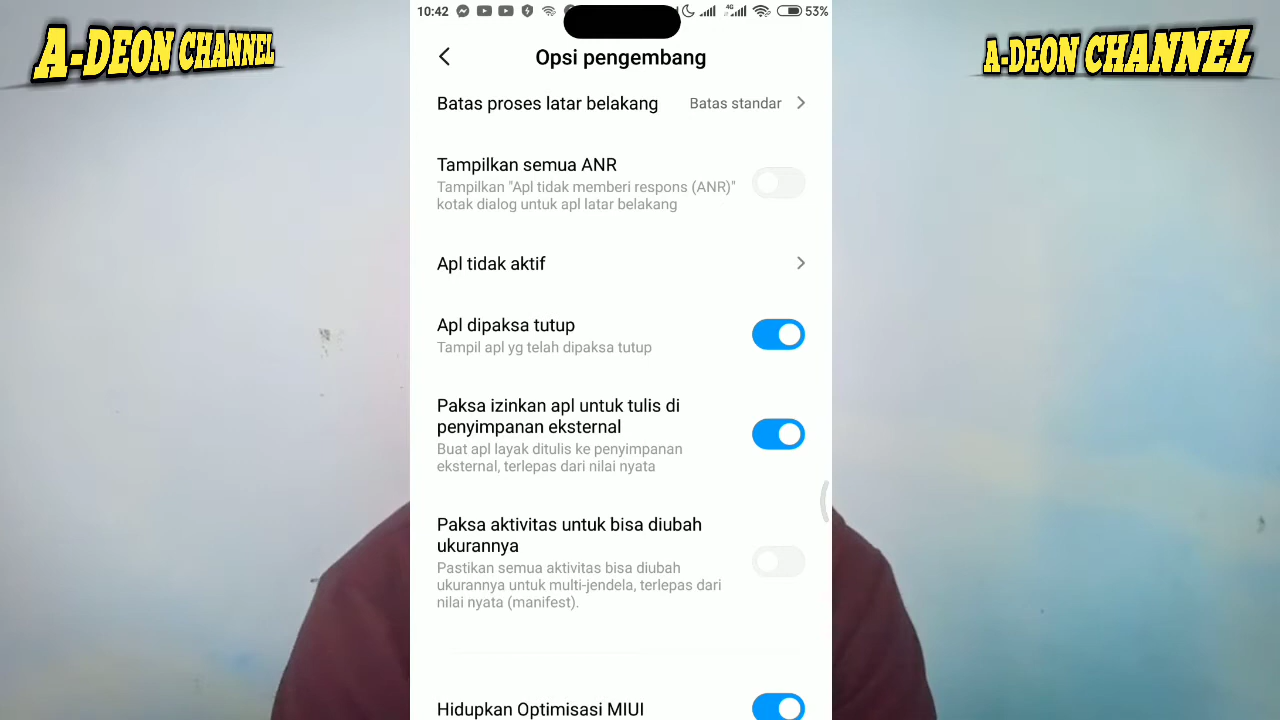 A-DEON CHANNEL
A-DEON CHANNEL
10:42
4G
53%
Opsi pengembang
Batas proses latar belakang
Batas standar
Tampilkan semua ANR
Tampilkan "Apl tidak memberi respons (ANR)"
kotak dialog untuk apl latar belakang
Apl tidak aktif
Apl dipaksa tutup
Tampil apl yg telah dipaksa tutup
Paksa izinkan apl untuk tulis di
penyimpanan eksternal
Buat apl layak ditulis ke penyimpanan
eksternal, terlepas dari nilai nyata
Paksa aktivitas untuk bisa diubah
ukurannya
Pastikan semua aktivitas bisa diubah
ukurannya untuk multi-jendela, terlepas dari
nilai nyata (manifest).
Hidupkan Optimisasi MIUI